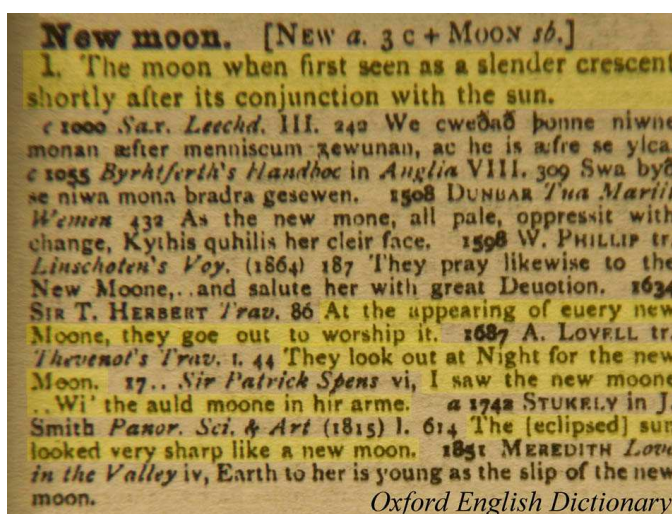 New moon. [NEW a. 3 c + MOON sb.]
1. The moon when first seen as a slender crescent
shortly after its conjunction with the sun.
c 1000 Sax. Leechd. III. 242 We cweðað þonne niwne
monan æfter menniscum ʒewunan, ac he is æfre se ylca
c 1055 Byrhtferth's Handboc in Anglia VIII. 309 Swa byð
se niwa mona bradra gesewen. 1508 DUNBAR Tua Mariit
Wemen 432 As the new mone, all pale, oppressit with
change, Kythis quhilis her cleir face. 1598 W. PHILLIP tr.
Linschoten's Voy. (1864) 187 They pray likewise to the
New Moone,..and salute her with great Deuotion. 1634
SIR T. HERBERT Trav. 86 At the appearing of euery new
Moone, they goe out to worship it. 1687 A. LOVELL tr.
Thevenot's Trav. I. 44 They look out at Night for the new
Moon. 17.. Sir Patrick Spens vi, I saw the new moone
..Wi' the auld moone in hir arme. a 1742 STUKELY in J.
Smith Panor. Sci. & Art (1815) I. 614 The [eclipsed] sun
looked very sharp like a new moon. 1851 MEREDITH Love
in the Valley iv, Earth to her is young as the slip of the new
moon.
Oxford English Dictionary